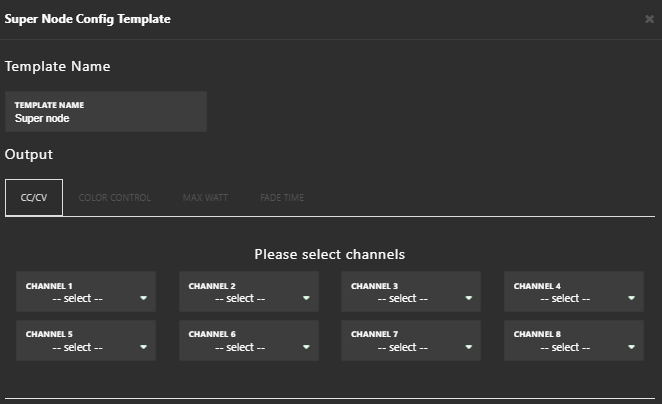 Super Node Config Template
×
Template Name
TEMPLATE NAME
Super node
Output
CC/CV COLOR CONTROL MAX WATT FADE TIME
Please select channels
CHANNEL 1 CHANNEL 2 CHANNEL 3 CHANNEL 4
-- select -- -- select -- -- select -- -- select --
CHANNEL 5 CHANNEL 6 CHANNEL 7 CHANNEL 8
-- select -- -- select -- -- select -- -- select --